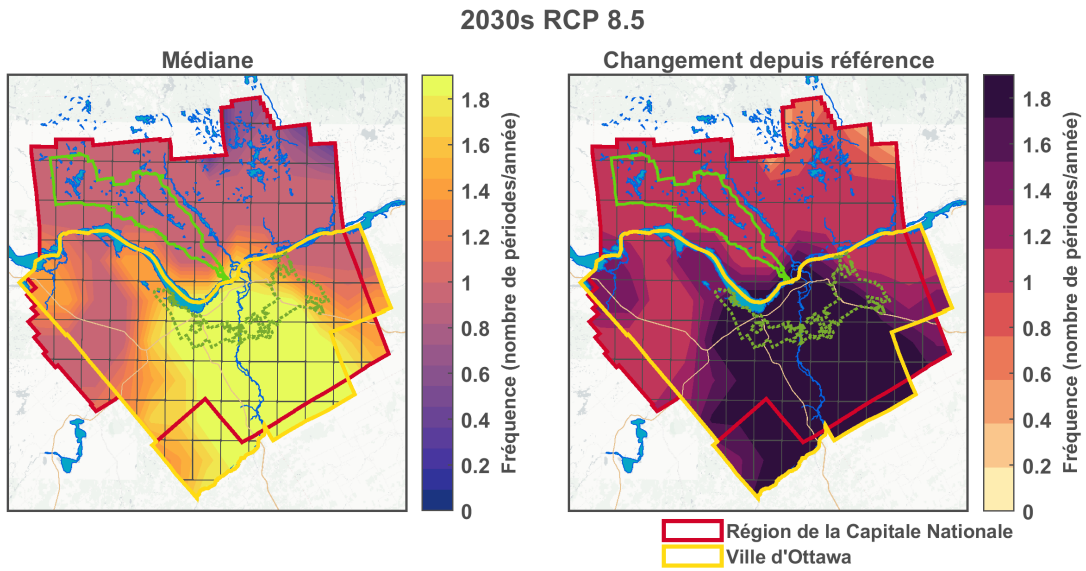 2030s RCP 8.5
Médiane
1.8
1.6
1.4
1.2
1
0.8
0.6
0.4
0.2
0
Fréquence (nombre de périodes/année)
Changement depuis référence
1.8
1.6
1.4
1.2
1
0.8
0.6
0.4
0.2
0
Fréquence (nombre de périodes/année)
Région de la Capitale Nationale
Ville d'Ottawa